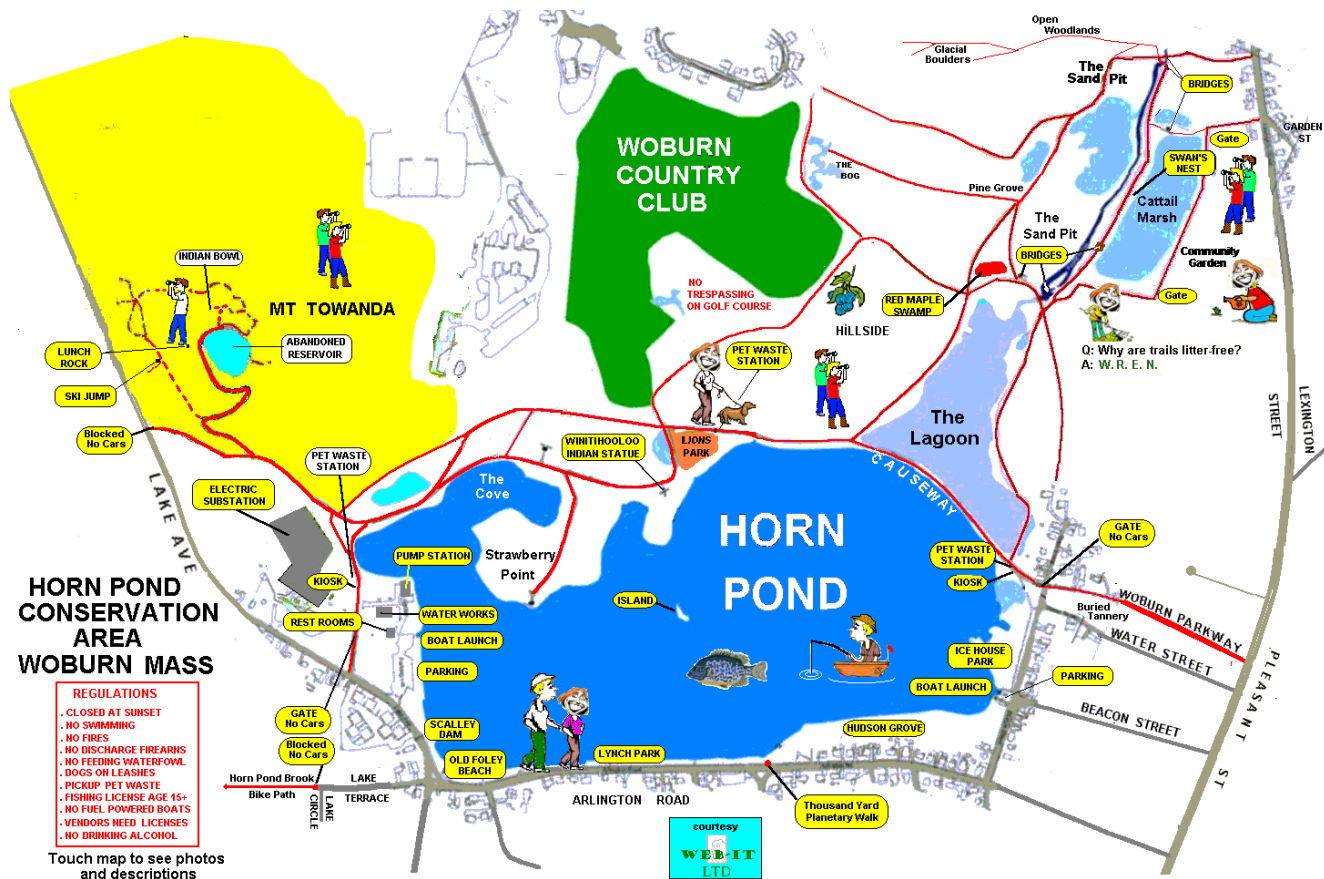 Open
Woodlands
Glacial
Boulders
The
Sand Pit
BRIDGES
GARDEN
ST
Gate
SWAN'S
NEST
WOBURN
COUNTRY
CLUB
THE
BOG
Pine Grove
Cattail
Marsh
The
Sand Pit
BRIDGES
Community
Garden
Gate
INDIAN BOWL
MT TOWANDA
NO
TRESPASSING
ON GOLF COURSE
RED MAPLE
SWAMP
HiLLSIDE
LUNCH
ROCK
ABANDONED
RESERVOIR
PET WASTE
STATION
Q: Why are trails litter-free?
A: W. R. E. N.
SKI JUMP
Blocked
No Cars
LEXINGTON
STREET
The
Lagoon
WINITIHOOLOO
INDIAN STATUE
LIONS
PARK
PET WASTE
STATION
CAUSEWAY
The
Cove
ELECTRIC
SUBSTATION
LAKE AVE
HORN
POND
GATE
No Cars
PET WASTE
STATION
KIOSK
PUMP STATION
Strawberry
Point
KIOSK
ISLAND
WOBURN PARKWAY
Buried
Tannery
WATER STREET
HORN POND
CONSERVATION
AREA
WOBURN MASS
REST ROOMS
WATER WORKS
BOAT LAUNCH
PARKING
ICE HOUSE
PARK
BOAT LAUNCH
PARKING
PLEASANT ST
BEACON STREET
REGULATIONS
. CLOSED AT SUNSET
. NO SWIMMING
. NO FIRES
. NO DISCHARGE FIREARNS
. NO FEEDING WATERFOWL
. DOGS ON LEASHES
. PICKUP PET WASTE
. FISHING LICENSE AGE 15+
. NO FUEL POWERED BOATS
. VENDORS NEED LICENSES
. NO DRINKING ALCOHOL
GATE
No Cars
Blocked
No Cars
SCALLEY
DAM
OLD FOLEY
BEACH
LYNCH PARK
HUDSON GROVE
Horn Pond Brook
Bike Path
LAKE
TERRACE
LAKE
CIRCLE
ARLINGTON ROAD
Thousand Yard
Planetary Walk
courtesy
WEB-IT
LTD
Touch map to see photos
and descriptions